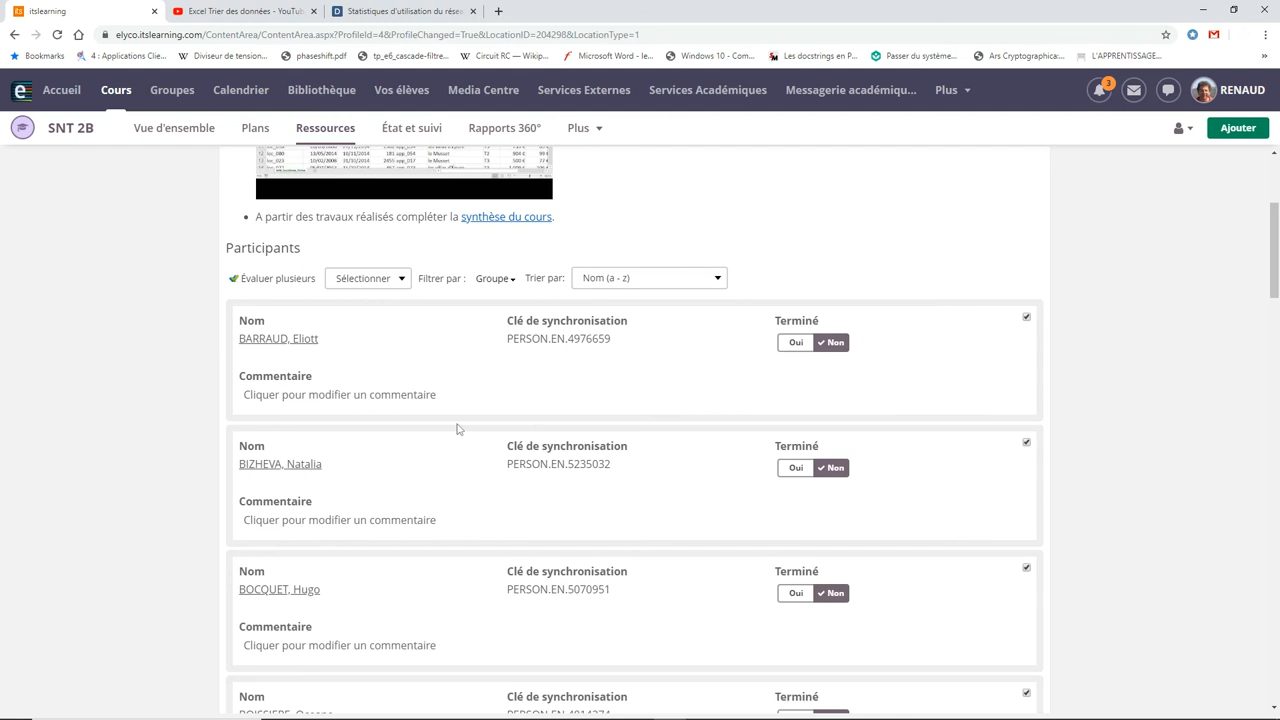 itslearning
Excel Trier des données - YouTub
Statistiques d'utilisation du rése
elyco.itslearning.com/ContentArea/ContentArea.aspx?ProfileId=4&ProfileChanged=True&LocationID=204298&LocationType=1
Bookmarks
4 : Applications Clie...
Diviseur de tension...
phaseshift.pdf
tp_e6_cascade-filtre...
Circuit RC — Wikip...
Microsoft Word - le...
Windows 10 - Com...
Les docstrings en P...
Passer du système...
Ars Cryptographica:...
L'APPRENTISSAGE...
Accueil Cours Groupes Calendrier Bibliothèque Vos élèves Media Centre Services Externes Services Académiques Messagerie académiqu... Plus 3 RENAUD
SNT 2B Vue d'ensemble Plans Ressources État et suivi Rapports 360° Plus Ajouter
A partir des travaux réalisés compléter la synthèse du cours.
Participants
Évaluer plusieurs Sélectionner Filtrer par : Groupe Trier par: Nom (a - z)
Nom Clé de synchronisation Terminé
BARRAUD, Eliott PERSON.EN.4976659 Oui Non
Commentaire
Cliquer pour modifier un commentaire
Nom Clé de synchronisation Terminé
BIZHEVA, Natalia PERSON.EN.5235032 Oui Non
Commentaire
Cliquer pour modifier un commentaire
Nom Clé de synchronisation Terminé
BOCQUET, Hugo PERSON.EN.5070951 Oui Non
Commentaire
Cliquer pour modifier un commentaire
Nom Clé de synchronisation Terminé